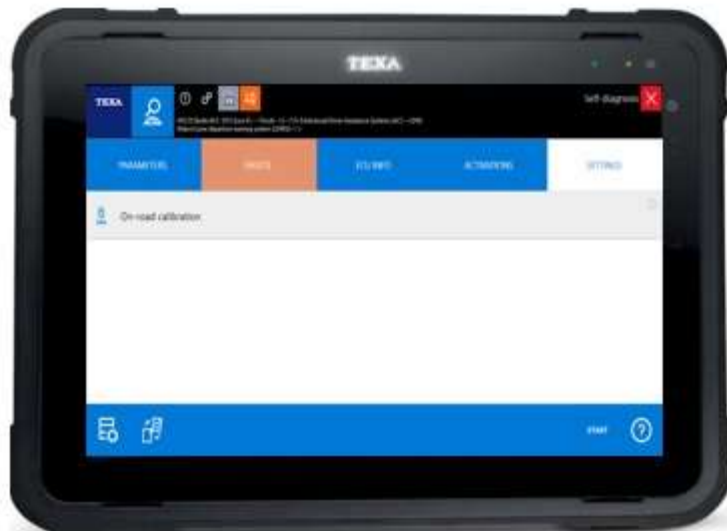 TEXA
TEXA
Self-diagnosis
PARAMETERS
ERRORS
ECU INFO
ACTIVATIONS
SETTINGS
On-road calibration
START